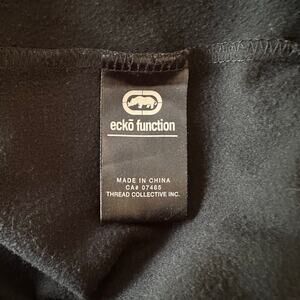 eckō function
MADE IN CHINA
CA# 07465
THREAD COLLECTIVE INC.